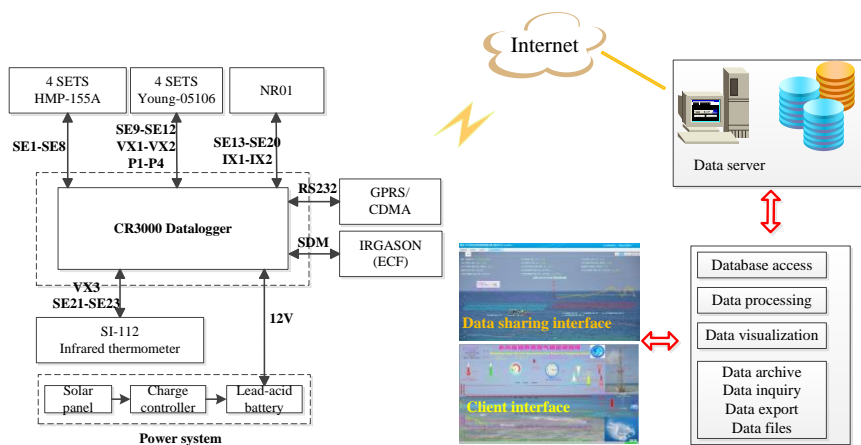 Internet
4 SETS
HMP-155A
4 SETS
Young-05106
NR01
SE1-SE8
SE9-SE12
VX1-VX2
P1-P4
SE13-SE20
IX1-IX2
CR3000 Datalogger
RS232
GPRS/
CDMA
SDM
IRGASON
(ECF)
VX3
SE21-SE23
12V
SI-112
Infrared thermometer
Solar
panel
Charge
controller
Lead-acid
battery
Power system
Data server
Database access
Data processing
Data visualization
Data archive
Data inquiry
Data export
Data files
Data sharing interface
Client interface